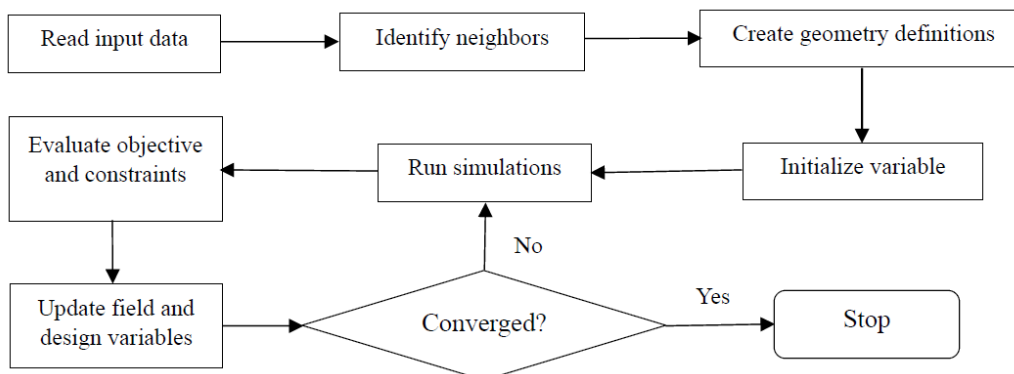 Read input data
Identify neighbors
Create geometry definitions
Initialize variable
Run simulations
Evaluate objective
and constraints
Update field and
design variables
Converged?
No
Yes
Stop